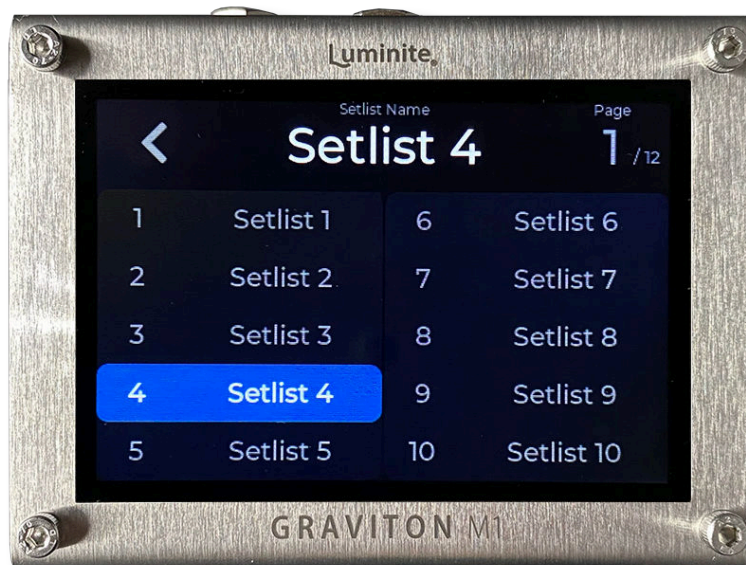 Luminite
Setlist Name
Page
Setlist 4
1 / 12
1 Setlist 1
2 Setlist 2
3 Setlist 3
4 Setlist 4
5 Setlist 5
6 Setlist 6
7 Setlist 7
8 Setlist 8
9 Setlist 9
10 Setlist 10
GRAVITON M1